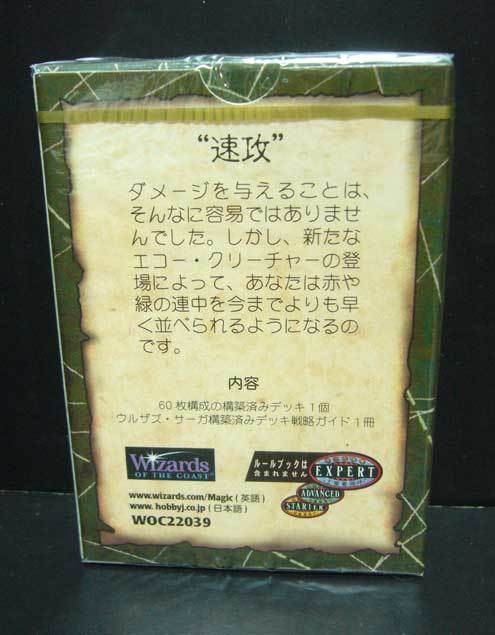 “速攻”
ダメージを与えることは、
そんなに容易ではありませ
んでした。しかし、新たな
エコー・クリーチャーの登
場によって、あなたは赤や
緑の連中を今までよりも早
く並べられるようになるの
です。
内容
60枚構成の構築済みデッキ1個
ウルザズ・サーガ構築済みデッキ戦略ガイド1冊
WIZARDS
OF THE COAST®
ルールブックは
含まれません
EXPERT
ADVANCED
STARTER
www.wizards.com/Magic(英語)
www.hobbyj.co.jp(日本語)
WOC22039